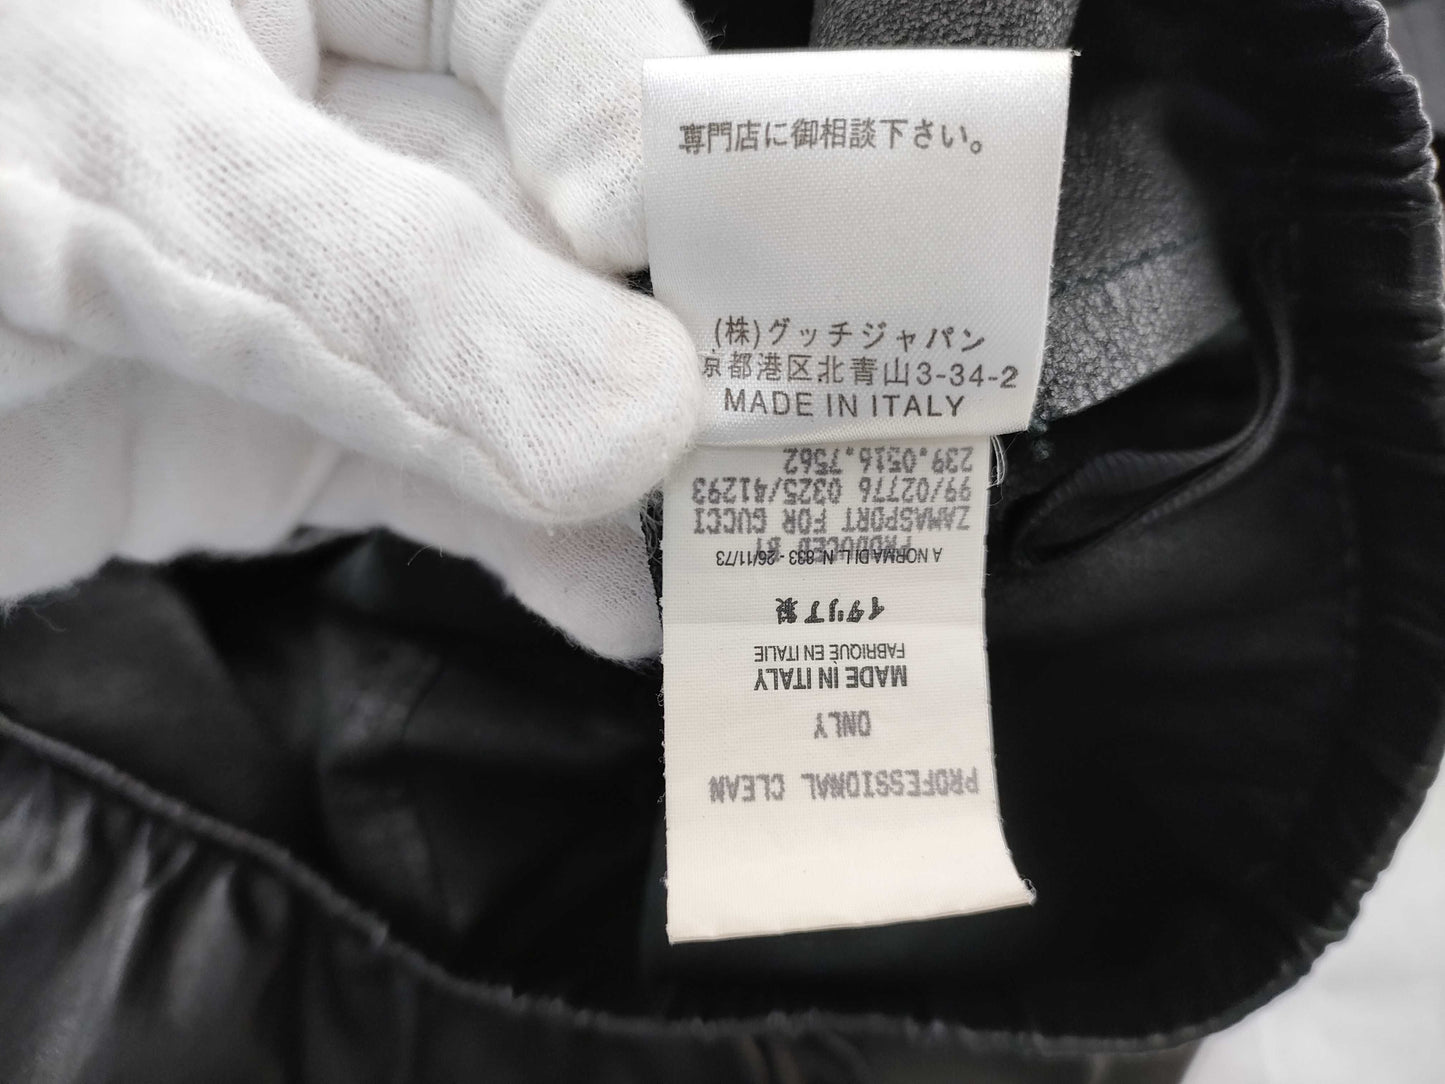 専門店に御相談下さい。
(株)グッチジャパン
京都港区北青山3-34-2
MADE IN ITALY
PROFESSIONAL CLEAN
ONLY
MADE IN ITALY
FABRIQUÉ EN ITALIE
イタリア製
A NORMA DI L. N. 833 - 26/11/73
PRODUCED BY
ZAMASPORT FOR GUCCI
99/02776 0325/41293
239.0516.7562